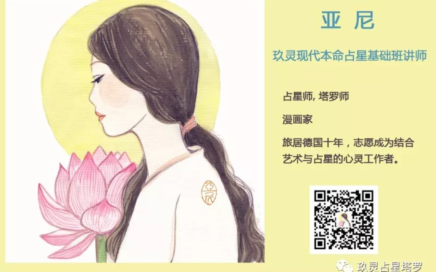 亚 尼
玖灵现代本命占星基础班讲师
占星师, 塔罗师
漫画家
旅居德国十年，志愿成为结合
艺术与占星的心灵工作者。
玖灵占星塔罗